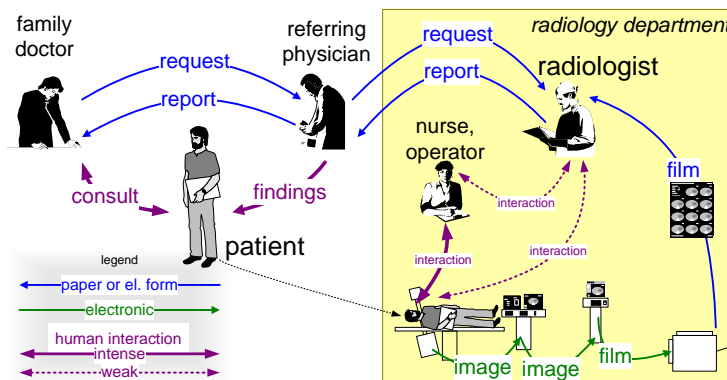 family
doctor
referring
physician
radiology department
request
report
request
report
radiologist
nurse,
operator
film
consult
findings
interaction
interaction
interaction
patient
legend
paper or el. form
electronic
human interaction
intense
weak
image
image
film